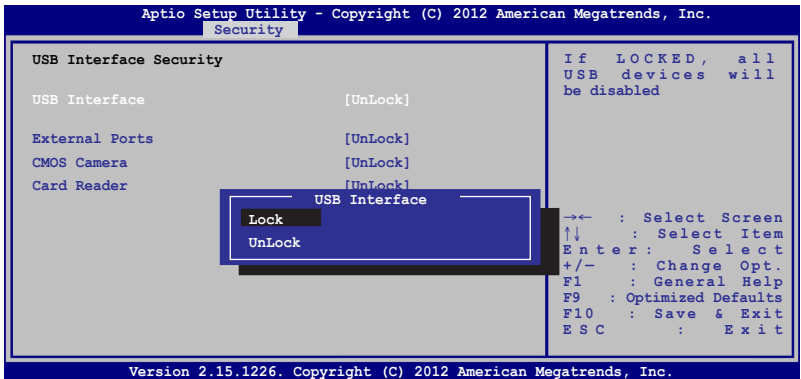 Aptio Setup Utility - Copyright (C) 2012 American Megatrends, Inc.
Security
USB Interface Security
USB Interface [UnLock]
External Ports [UnLock]
CMOS Camera [UnLock]
Card Reader [UnLock]
USB Interface
Lock
UnLock
If LOCKED, all
USB devices will
be disabled
→← : Select Screen
↑↓ : Select Item
Enter: Select
+/— : Change Opt.
F1 : General Help
F9 : Optimized Defaults
F10 : Save & Exit
ESC : Exit
Version 2.15.1226. Copyright (C) 2012 American Megatrends, Inc.